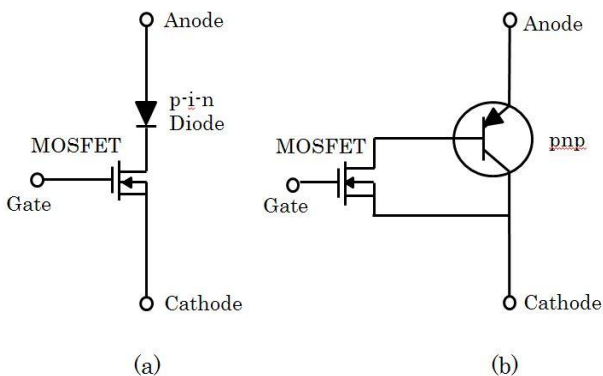 Anode
p-i-n
Diode
MOSFET
Gate
Cathode
(a)
Anode
pnp
MOSFET
Gate
Cathode
(b)